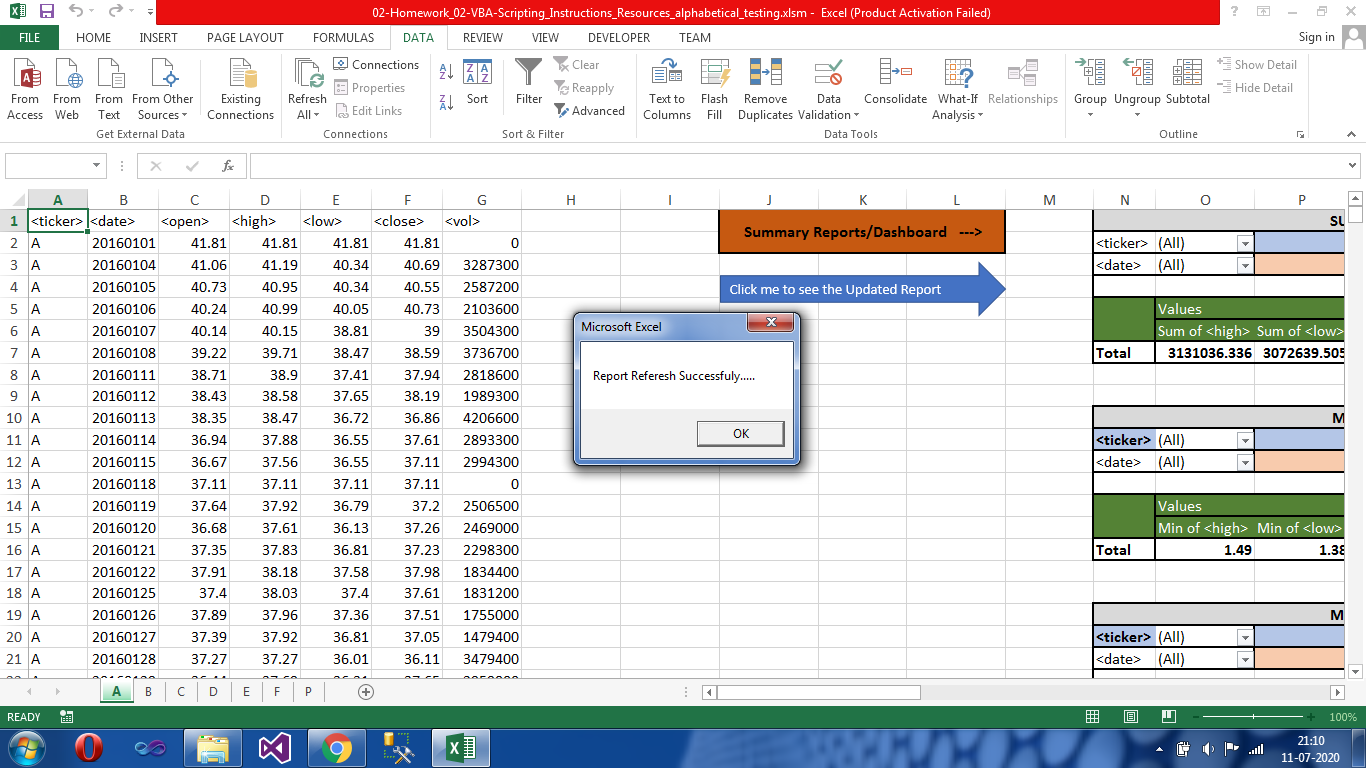 02-Homework_02-VBA-Scripting_Instructions_Resources_alphabetical_testing.xlsm - Excel (Product Activation Failed)
FILE HOME INSERT PAGE LAYOUT FORMULAS DATA REVIEW VIEW DEVELOPER TEAM Sign in
From Access
From Web
From Text
From Other Sources
Existing Connections
Get External Data
Refresh All
Connections
Properties
Edit Links
Connections
Sort
Filter
Clear
Reapply
Advanced
Sort & Filter
Text to Columns
Flash Fill
Remove Duplicates
Data Validation
Consolidate
What-If Analysis
Relationships
Data Tools
Group
Ungroup
Subtotal
Show Detail
Hide Detail
Outline
fx
A B C D E F G H I J K L M N O P
1 <ticker> <date> <open> <high> <low> <close> <vol>
2 A 20160101 41.81 41.81 41.81 41.81 0
3 A 20160104 41.06 41.19 40.34 40.69 3287300
4 A 20160105 40.73 40.95 40.34 40.55 2587200
5 A 20160106 40.24 40.99 40.05 40.73 2103600
6 A 20160107 40.14 40.15 38.81 39 3504300
7 A 20160108 39.22 39.71 38.47 38.59 3736700
8 A 20160111 38.71 38.9 37.41 37.94 2818600
9 A 20160112 38.43 38.58 37.65 38.19 1989300
10 A 20160113 38.35 38.47 36.72 36.86 4206600
11 A 20160114 36.94 37.88 36.55 37.61 2893300
12 A 20160115 36.67 37.56 36.55 37.11 2994300
13 A 20160118 37.11 37.11 37.11 37.11 0
14 A 20160119 37.64 37.92 36.79 37.2 2506500
15 A 20160120 36.68 37.61 36.13 37.26 2469000
16 A 20160121 37.35 37.83 36.81 37.23 2298300
17 A 20160122 37.91 38.18 37.58 37.98 1834400
18 A 20160125 37.4 38.03 37.4 37.61 1831200
19 A 20160126 37.89 37.96 37.36 37.51 1755000
20 A 20160127 37.39 37.92 36.81 37.05 1479400
21 A 20160128 37.27 37.27 36.01 36.11 3479400
Summary Reports/Dashboard --->
Click me to see the Updated Report
Microsoft Excel
Report Referesh Successfuly.....
OK
SU
<ticker> (All)
<date> (All)
Values
Sum of <high> Sum of <low>
Total 3131036.336 3072639.505
M
<ticker> (All)
<date> (All)
Values
Min of <high> Min of <low>
Total 1.49 1.38
M
<ticker> (All)
<date> (All)
A B C D E F P
READY 100%
21:10
11-07-2020